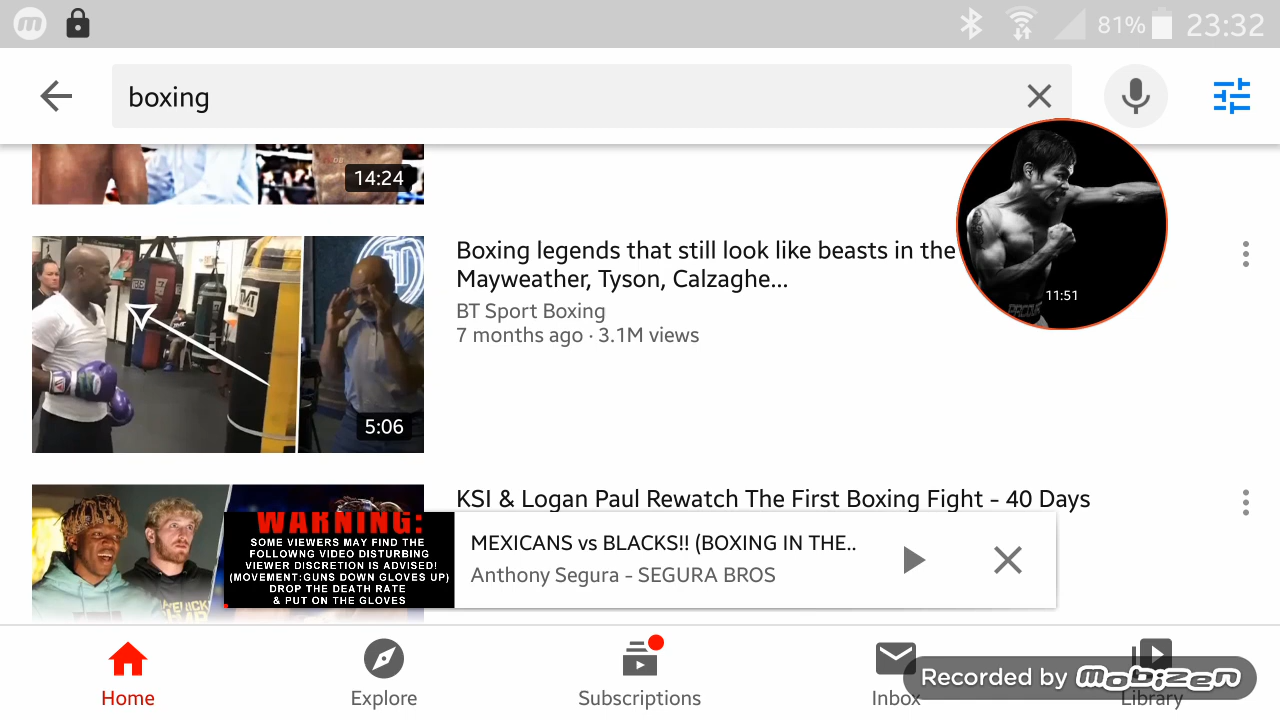 81% 23:32
boxing
14:24
Boxing legends that still look like beasts in the
Mayweather, Tyson, Calzaghe...
BT Sport Boxing
7 months ago · 3.1M views
11:51
5:06
KSI & Logan Paul Rewatch The First Boxing Fight - 40 Days
WARNING:
SOME VIEWERS MAY FIND THE
FOLLOWNG VIDEO DISTURBING
VIEWER DISCRETION IS ADVISED!
(MOVEMENT:GUNS DOWN GLOVES UP)
DROP THE DEATH RATE
& PUT ON THE GLOVES
MEXICANS vs BLACKS!! (BOXING IN THE..
Anthony Segura - SEGURA BROS
Home
Explore
Subscriptions
Inbox
Library
Recorded by mobizen